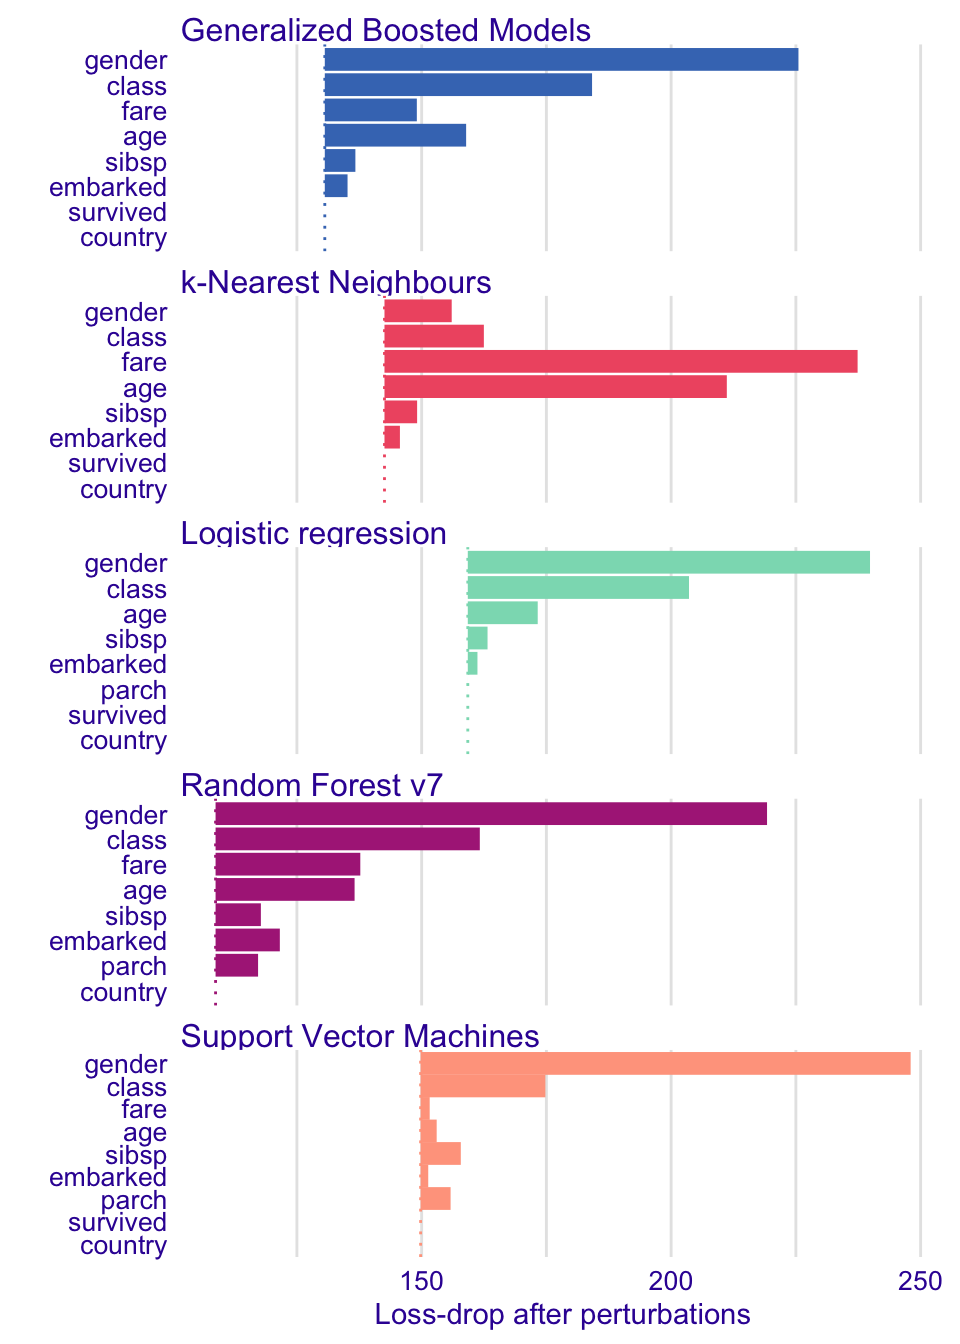 Generalized Boosted Models
gender
class
fare
age
sibsp
embarked
survived
country
k-Nearest Neighbours
gender
class
fare
age
sibsp
embarked
survived
country
Logistic regression
gender
class
age
sibsp
embarked
parch
survived
country
Random Forest v7
gender
class
fare
age
sibsp
embarked
parch
country
Support Vector Machines
gender
class
fare
age
sibsp
embarked
parch
survived
country
150 200 250
Loss-drop after perturbations